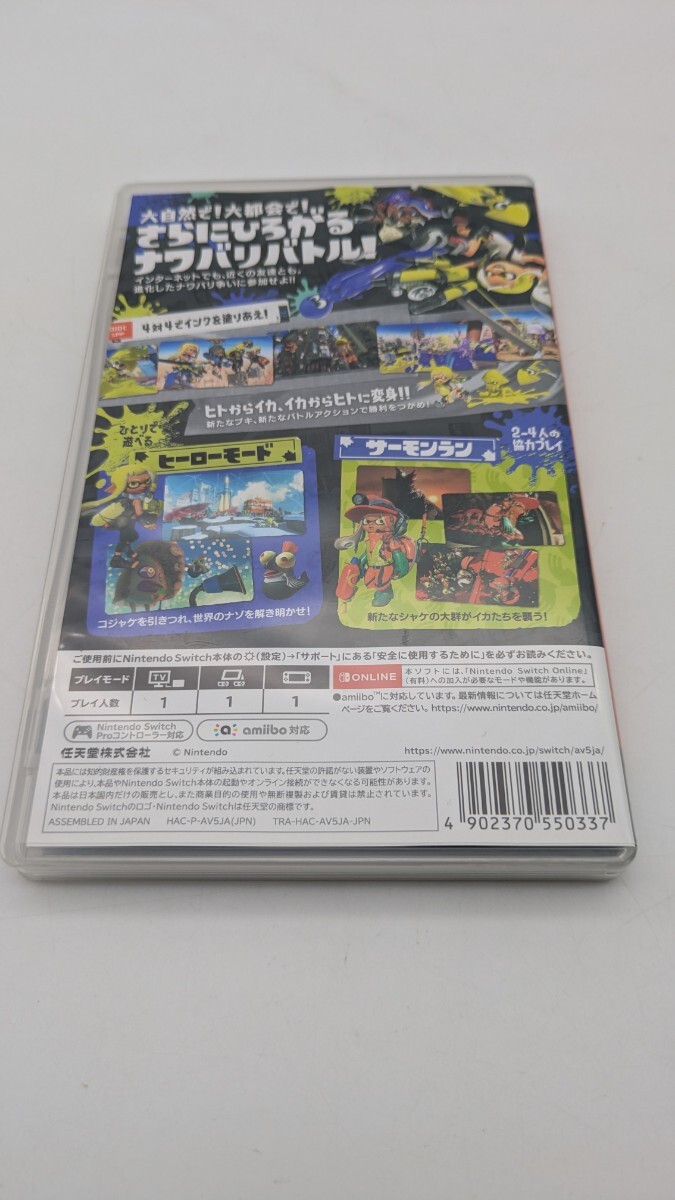 大自然で!大都会で!
さらにひろがる
ナワバリバトル!
インターネットでも、近くの友達とも、
進化したナワバリ争いに参加せよ!!
4対4でインクを塗りあえ!
ヒトからイカ、イカからヒトに変身!!
新たなブキ、新たなバトルアクションで勝利をつかめ!
ひとりで
遊べる
ヒーローモード
コジャケを引きつれ、世界のナゾを解き明かせ!
サーモンラン
2-4人の
協力プレイ
新たなシャケの大群がイカたちを襲う!
ご使用前にNintendo Switch本体の(設定)→「サポート」にある「安全に使用するために」を必ずお読みください。
プレイモード TV
プレイ人数 1 1 1
ONLINE
本ソフトには、「Nintendo Switch Online」
(有料)への加入が必要なモードや機能があります。
●amiibo™に対応しています。最新情報については任天堂ホーム
ページをご覧ください。https://www.nintendo.co.jp/amiibo/
Nintendo Switch
Proコントローラー対応
amiibo対応
任天堂株式会社 © Nintendo
https://www.nintendo.co.jp/switch/av5ja/
本品には知的財産権を保護するセキュリティが組み込まれています。任天堂の許諾がない装置やソフトウェアの
使用により、本品やNintendo Switch本体の起動やオンライン接続ができなくなる可能性があります。
本品は日本国内だけの販売とし、また商業目的の使用や無断複製および賃貸は禁止されています。
Nintendo Switchのロゴ・Nintendo Switchは任天堂の商標です。
ASSEMBLED IN JAPAN HAC-P-AV5JA(JPN) TRA-HAC-AV5JA-JPN
4 902370 550337